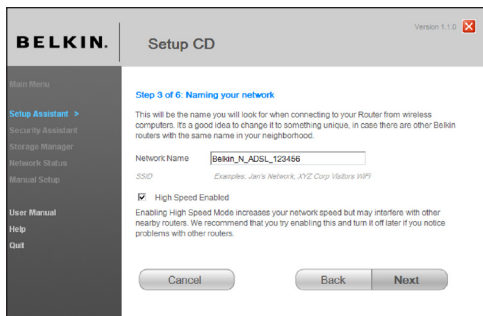 Version 1.1.0
BELKIN.
Setup CD
Main Menu
Setup Assistant >
Security Assistant
Storage Manager
Network Status
Manual Setup
User Manual
Help
Quit
Step 3 of 6: Naming your network
This will be the name you will look for when connecting to your Router from wireless
computers. It's a good idea to change it to something unique, in case there are other Belkin
routers with the same name in your neighborhood.
Network Name
Belkin_N_ADSL_123456
SSID
Examples: Jan's Network, XYZ Corp Visitors WIFI
High Speed Enabled
Enabling High Speed Mode increases your network speed but may interfere with other
nearby routers. We recommend that you try enabling this and turn it off later if you notice
problems with other routers.
Cancel
Back
Next